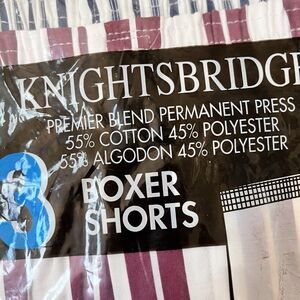 KNIGHTSBRIDGE
PREMIER BLEND PERMANENT PRESS
55% COTTON 45% POLYESTER
55% ALGODON 45% POLYESTER
3
BOXER
SHORTS